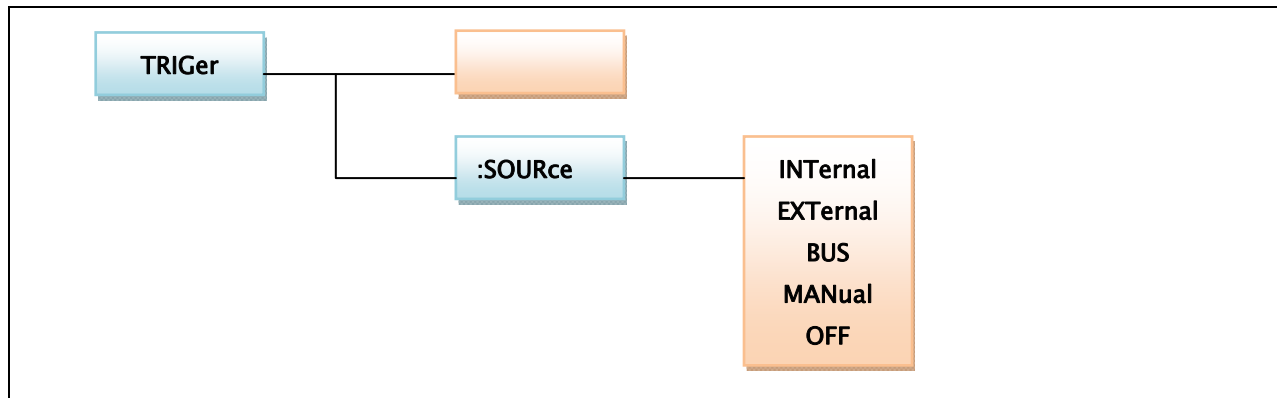 TRIGer
:SOURce
INTernal
EXTernal
BUS
MANual
OFF